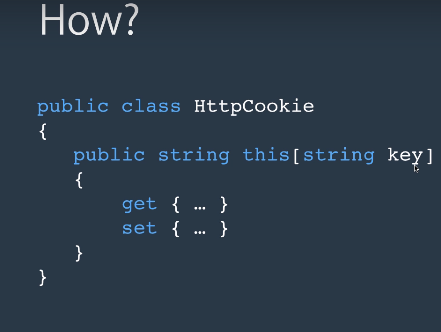 How?
public class HttpCookie
{
public string this[string key]
{
get { … }
set { … }
}
}